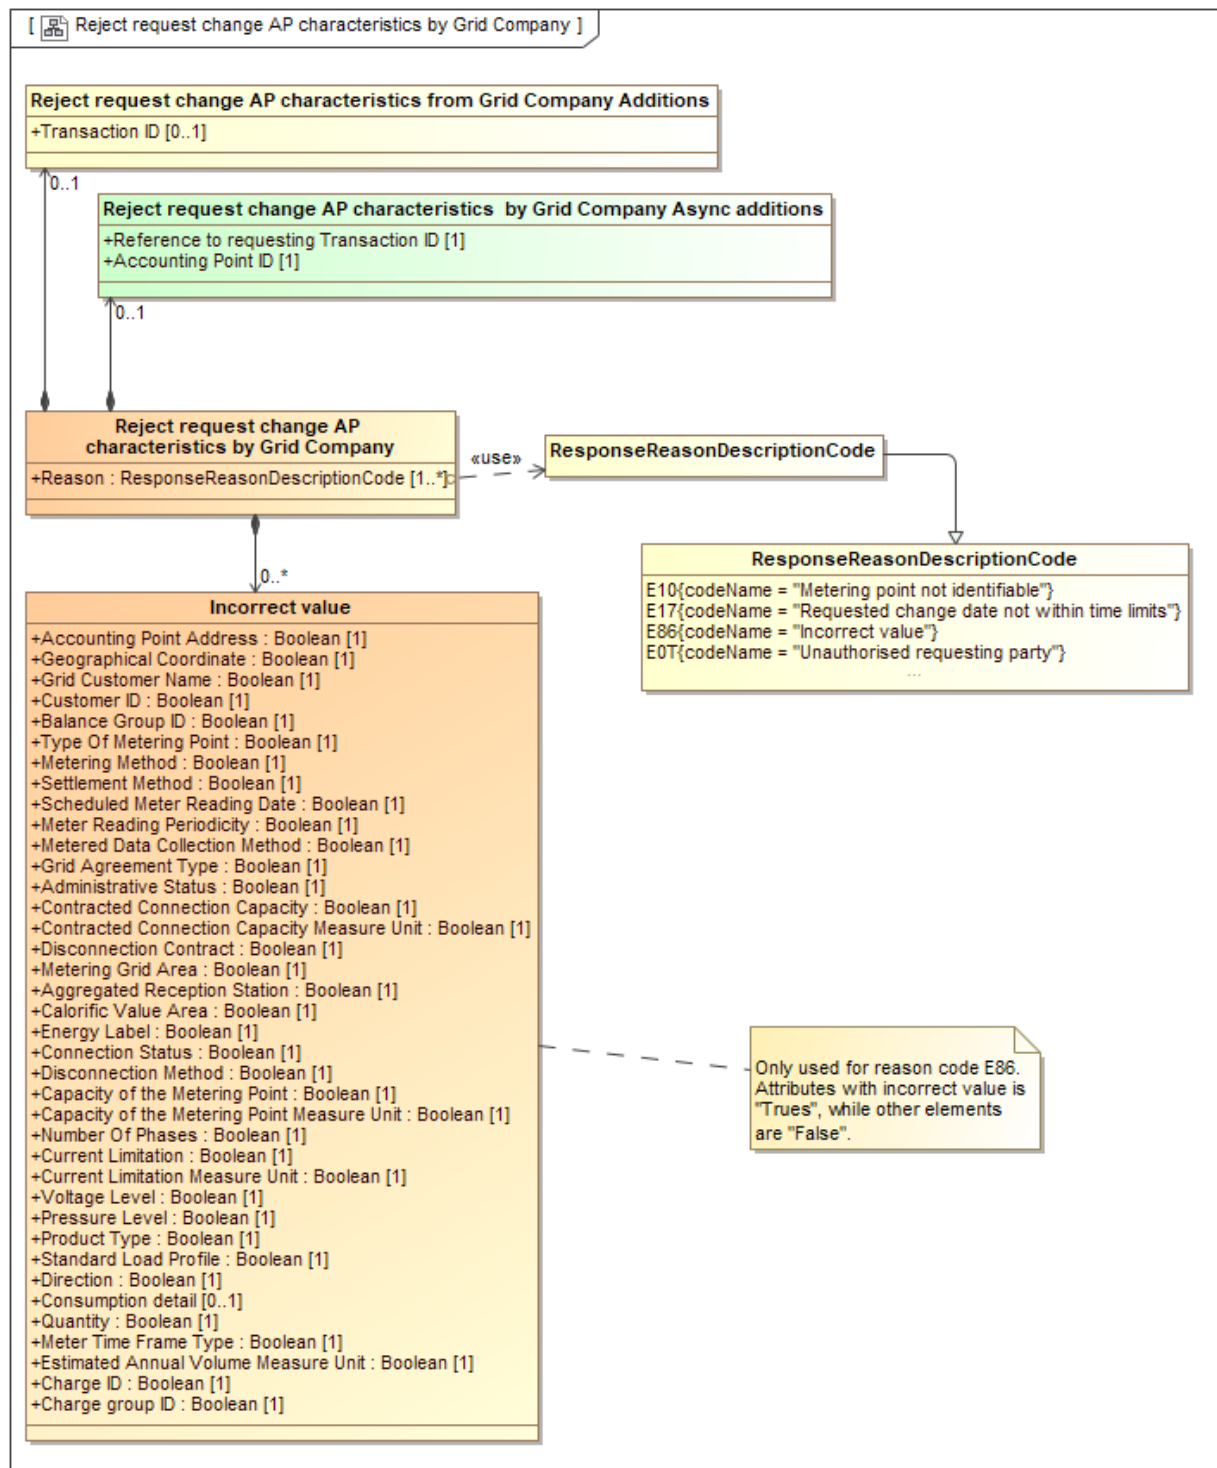 [ Reject request change AP characteristics by Grid Company ]
Reject request change AP characteristics from Grid Company Additions
+Transaction ID [0..1]
0..1
Reject request change AP characteristics  by Grid Company Async additions
+Reference to requesting Transaction ID [1]
+Accounting Point ID [1]
0..1
Reject request change AP
characteristics by Grid Company
+Reason : ResponseReasonDescriptionCode [1..*]
«use»
ResponseReasonDescriptionCode
ResponseReasonDescriptionCode
E10{codeName = "Metering point not identifiable"}
E17{codeName = "Requested change date not within time limits"}
E86{codeName = "Incorrect value"}
E0T{codeName = "Unauthorised requesting party"}
...
0..*
Incorrect value
+Accounting Point Address : Boolean [1]
+Geographical Coordinate : Boolean [1]
+Grid Customer Name : Boolean [1]
+Customer ID : Boolean [1]
+Balance Group ID : Boolean [1]
+Type Of Metering Point : Boolean [1]
+Metering Method : Boolean [1]
+Settlement Method : Boolean [1]
+Scheduled Meter Reading Date : Boolean [1]
+Meter Reading Periodicity : Boolean [1]
+Metered Data Collection Method : Boolean [1]
+Grid Agreement Type : Boolean [1]
+Administrative Status : Boolean [1]
+Contracted Connection Capacity : Boolean [1]
+Contracted Connection Capacity Measure Unit : Boolean [1]
+Disconnection Contract : Boolean [1]
+Metering Grid Area : Boolean [1]
+Aggregated Reception Station : Boolean [1]
+Calorific Value Area : Boolean [1]
+Energy Label : Boolean [1]
+Connection Status : Boolean [1]
+Disconnection Method : Boolean [1]
+Capacity of the Metering Point : Boolean [1]
+Capacity of the Metering Point Measure Unit : Boolean [1]
+Number Of Phases : Boolean [1]
+Current Limitation : Boolean [1]
+Current Limitation Measure Unit : Boolean [1]
+Voltage Level : Boolean [1]
+Pressure Level : Boolean [1]
+Product Type : Boolean [1]
+Standard Load Profile : Boolean [1]
+Direction : Boolean [1]
+Consumption detail [0..1]
+Quantity : Boolean [1]
+Meter Time Frame Type : Boolean [1]
+Estimated Annual Volume Measure Unit : Boolean [1]
+Charge ID : Boolean [1]
+Charge group ID : Boolean [1]
Only used for reason code E86.
Attributes with incorrect value is
"Trues", while other elements
are "False".